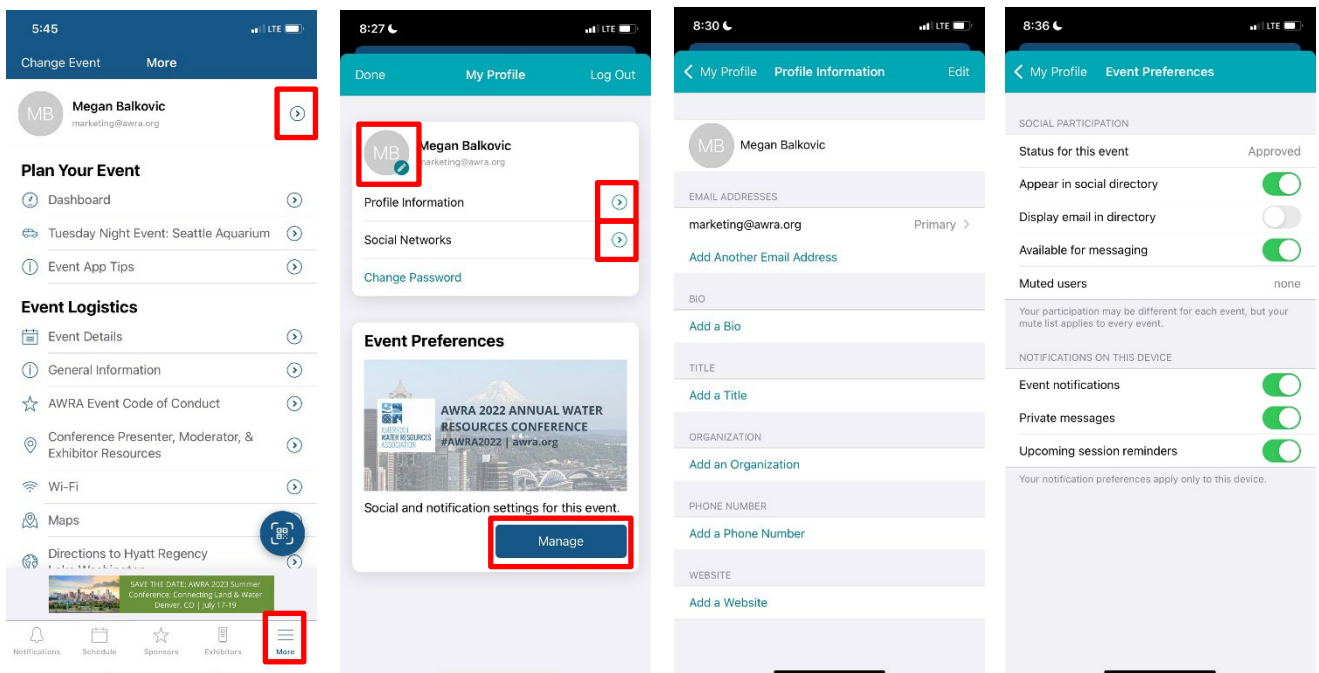 5:45
LTE
Change Event
More
MB
Megan Balkovic
marketing@awra.org
Plan Your Event
Dashboard
Tuesday Night Event: Seattle Aquarium
Event App Tips
Event Logistics
Event Details
General Information
AWRA Event Code of Conduct
Conference Presenter, Moderator, &
Exhibitor Resources
Wi-Fi
Maps
Directions to Hyatt Regency
Lake Washington
SAVE THE DATE: AWRA 2023 Summer
Conference: Connecting Land & Water
Denver, CO | July 17-19
Notifications
Schedule
Sponsors
Exhibitors
More
8:27
LTE
Done
My Profile
Log Out
MB
Megan Balkovic
marketing@awra.org
Profile Information
Social Networks
Change Password
Event Preferences
AMERICAN
WATER RESOURCES
ASSOCIATION
AWRA 2022 ANNUAL WATER
RESOURCES CONFERENCE
#AWRA2022 | awra.org
Social and notification settings for this event.
Manage
8:30
LTE
My Profile
Profile Information
Edit
MB
Megan Balkovic
EMAIL ADDRESSES
marketing@awra.org
Primary
Add Another Email Address
BIO
Add a Bio
TITLE
Add a Title
ORGANIZATION
Add an Organization
PHONE NUMBER
Add a Phone Number
WEBSITE
Add a Website
8:36
LTE
My Profile
Event Preferences
SOCIAL PARTICIPATION
Status for this event
Approved
Appear in social directory
Display email in directory
Available for messaging
Muted users
none
Your participation may be different for each event, but your
mute list applies to every event.
NOTIFICATIONS ON THIS DEVICE
Event notifications
Private messages
Upcoming session reminders
Your notification preferences apply only to this device.